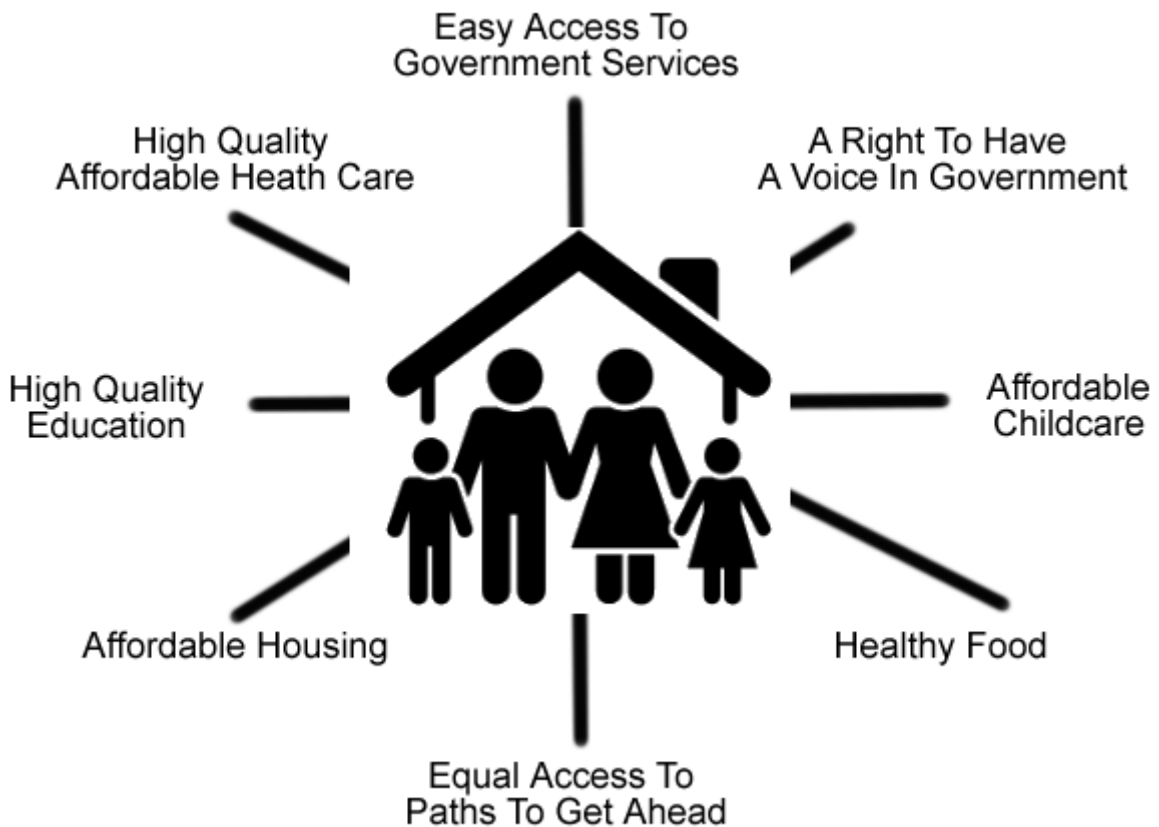 Easy Access To
Government Services
High Quality
Affordable Heath Care
A Right To Have
A Voice In Government
High Quality
Education
Affordable
Childcare
Affordable Housing
Healthy Food
Equal Access To
Paths To Get Ahead